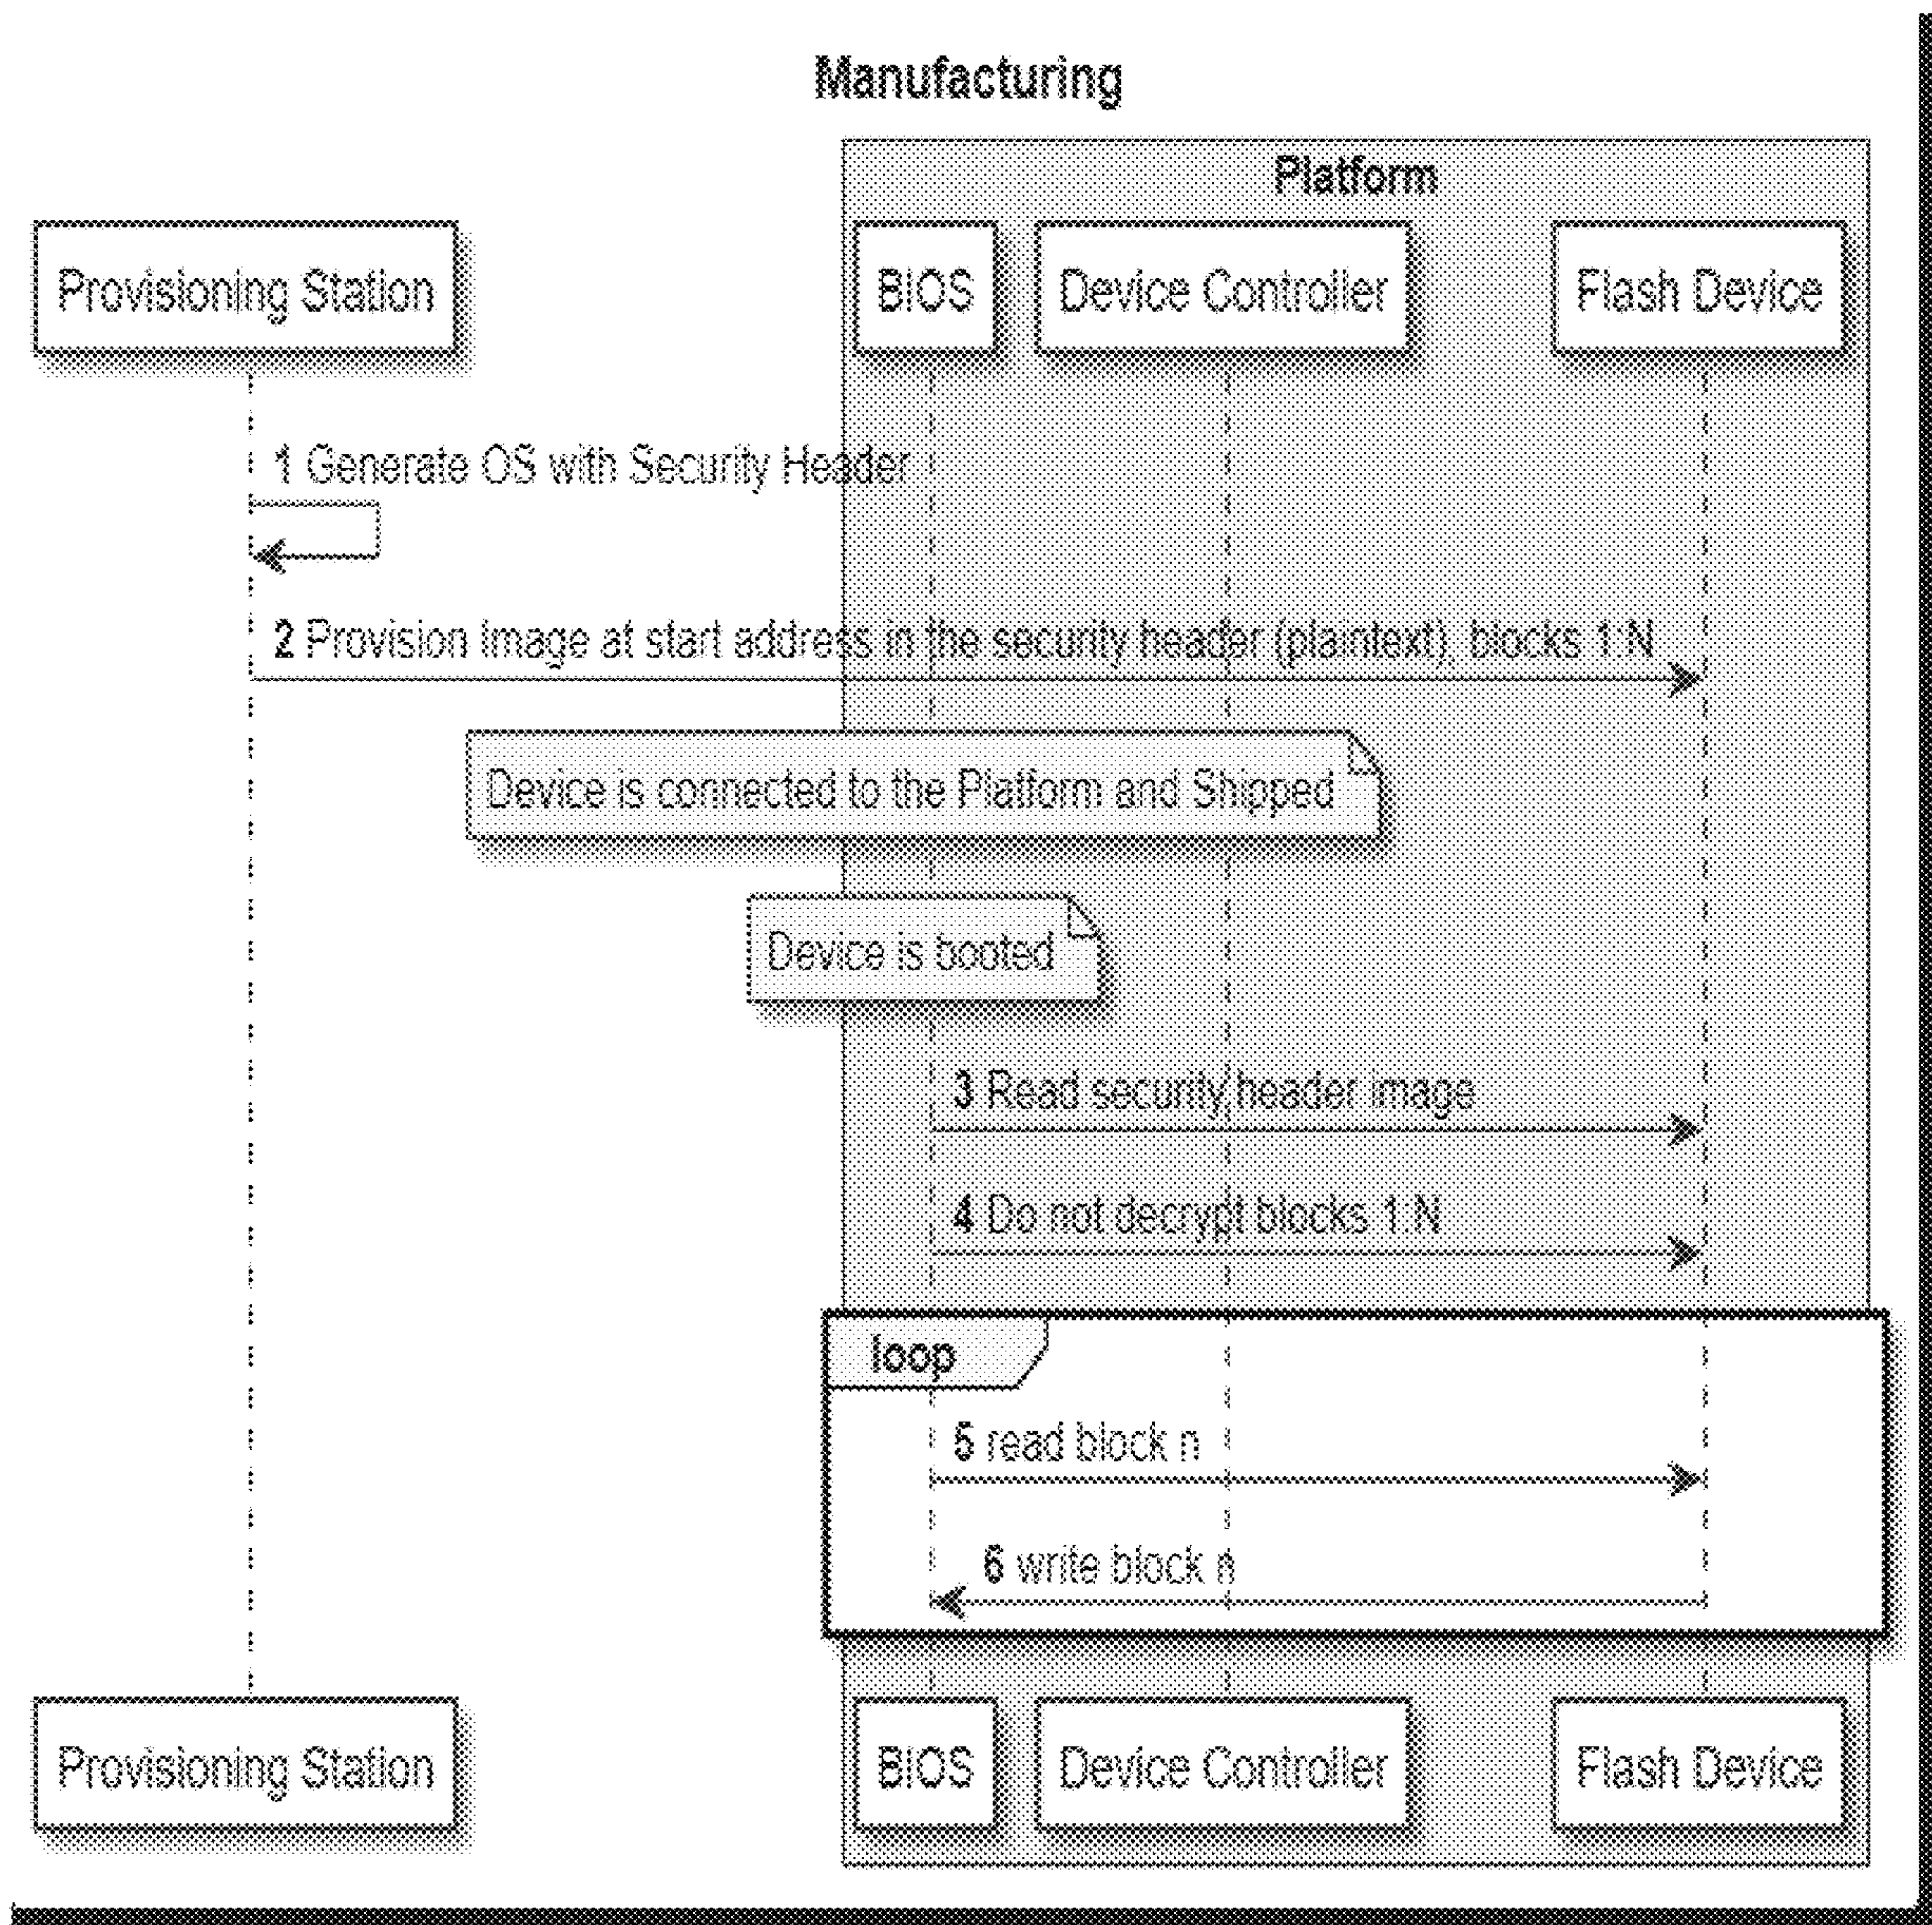 Manufacturing
Platform
Provisioning Station
BIOS
Device Controller
Flash Device
1 Generate OS with Security Header
2 Provision Image at start address in the security header (plaintext), blocks 1:N
Device is connected to the Platform and Shipped
Device is booted
3 Read security header image
4 Do not decrypt blocks 1:N
loop
5 read block n
6 write block n
Provisioning Station
BIOS
Device Controller
Flash Device